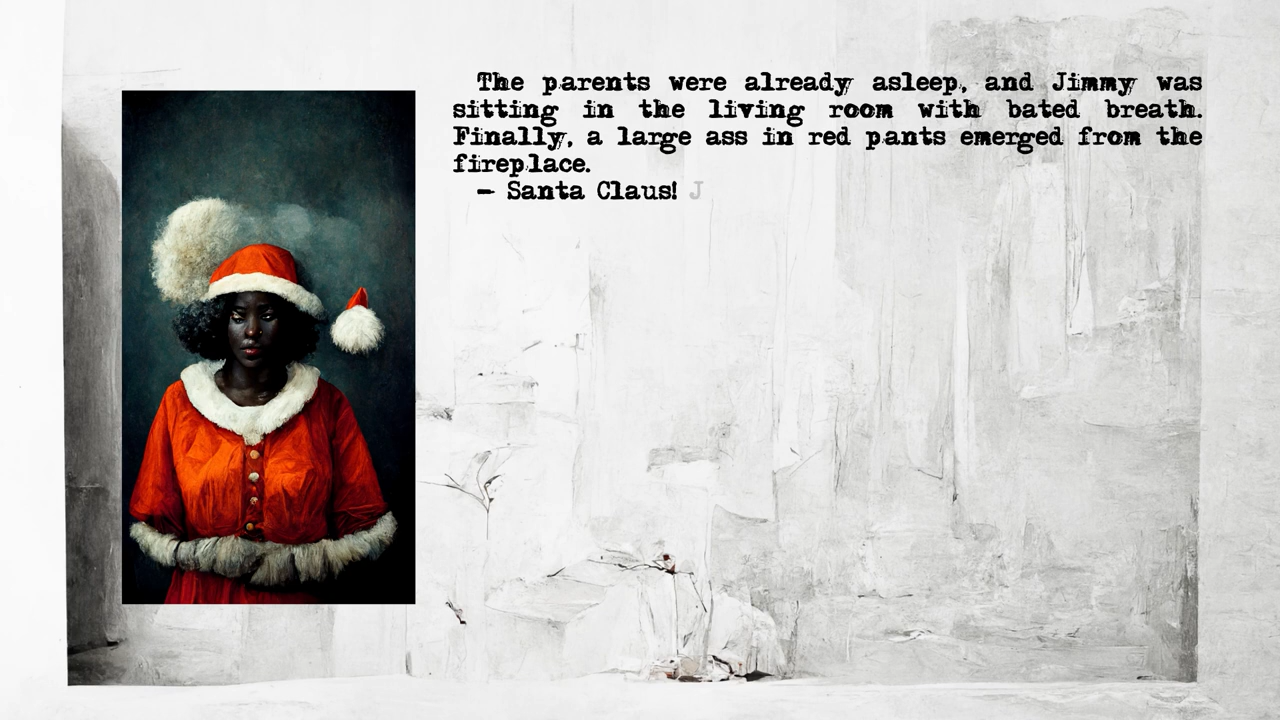 The parents were already asleep, and Jimmy was
sitting in the living room with bated breath.
Finally, a large ass in red pants emerged from the
fireplace.
— Santa Claus! J